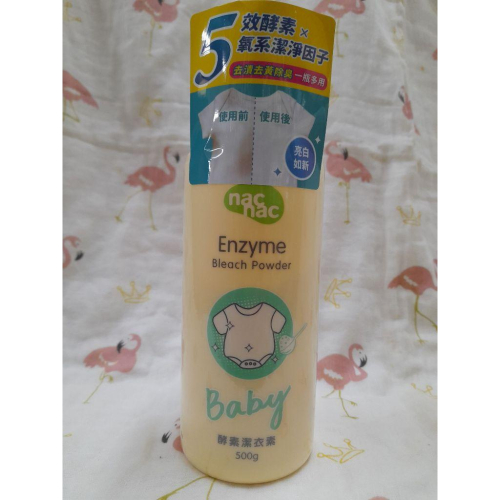 5效酵素×
氧系潔淨因子
去漬去黃除臭 一瓶多用
使用前 使用後
亮白
如新
nac
nac
Enzyme
Bleach Powder
Baby
酵素潔衣素
500g